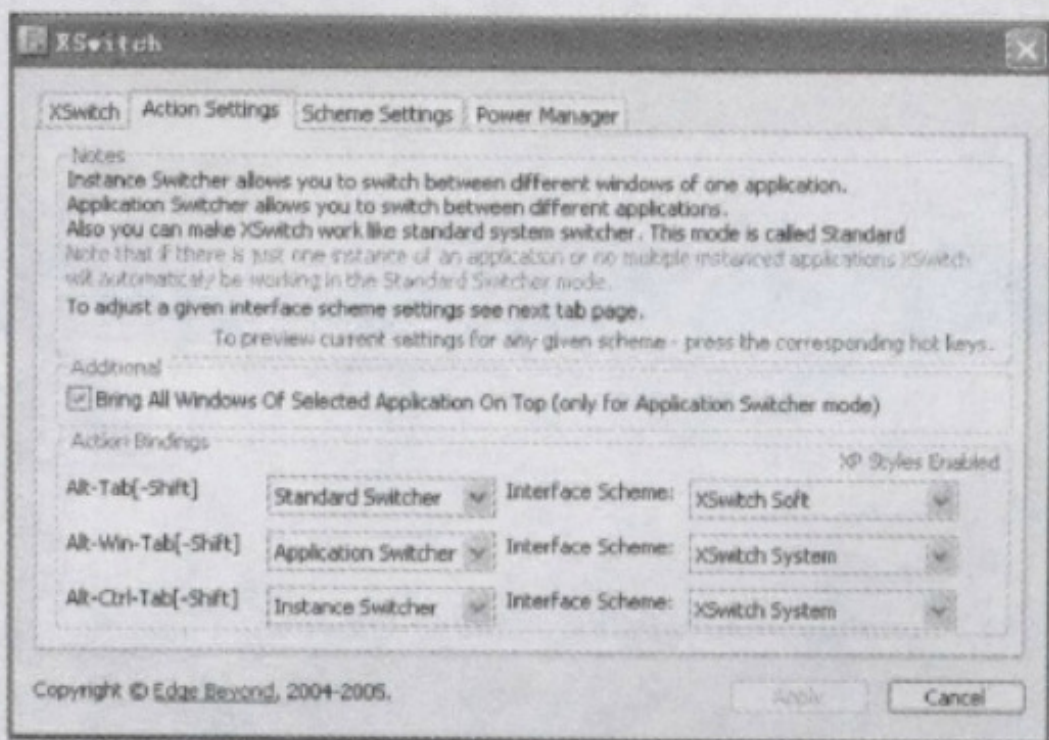 XSwitch
XSwitch Action Settings Scheme Settings Power Manager
Notes
Instance Switcher allows you to switch between different windows of one application.
Application Switcher allows you to switch between different applications.
Also you can make XSwitch work like standard system switcher. This mode is called Standard
Note that if there is just one instance of an application or no multiple instanced applications XSwitch
will automaticaly be working in the Standard Switcher mode.
To adjust a given interface scheme settings see next tab page.
To preview current settings for any given scheme - press the corresponding hot keys.
Additional
Bring All Windows Of Selected Application On Top (only for Application Switcher mode)
Action Bindings
XP Styles Enabled
Alt-Tab[-Shift] Standard Switcher Interface Scheme: XSwitch Soft
Alt-Win-Tab[-Shift] Application Switcher Interface Scheme: XSwitch System
Alt-Ctrl-Tab[-Shift] Instance Switcher Interface Scheme: XSwitch System
Copyright © Edge Beyond, 2004-2005.
Apply Cancel